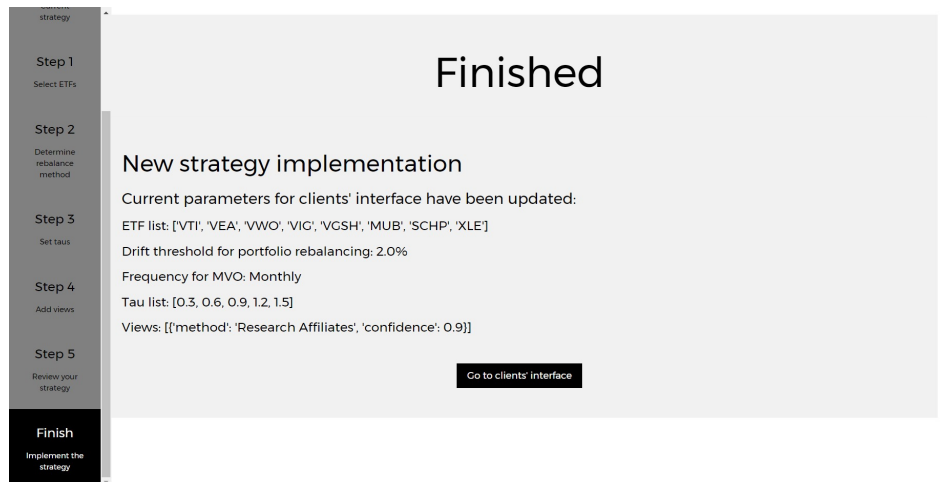 strategy
Step 1
Select ETFs
Step 2
Determine
rebalance
method
Step 3
Set taus
Step 4
Add views
Step 5
Review your
strategy
Finish
Implement the
strategy
Finished
New strategy implementation
Current parameters for clients' interface have been updated:
ETF list: ['VTI', 'VEA', 'VWO', 'VIG', 'VGSH', 'MUB', 'SCHP', 'XLE']
Drift threshold for portfolio rebalancing: 2.0%
Frequency for MVO: Monthly
Tau list: [0.3, 0.6, 0.9, 1.2, 1.5]
Views: [{'method': 'Research Affiliates', 'confidence': 0.9}]
Go to clients' interface